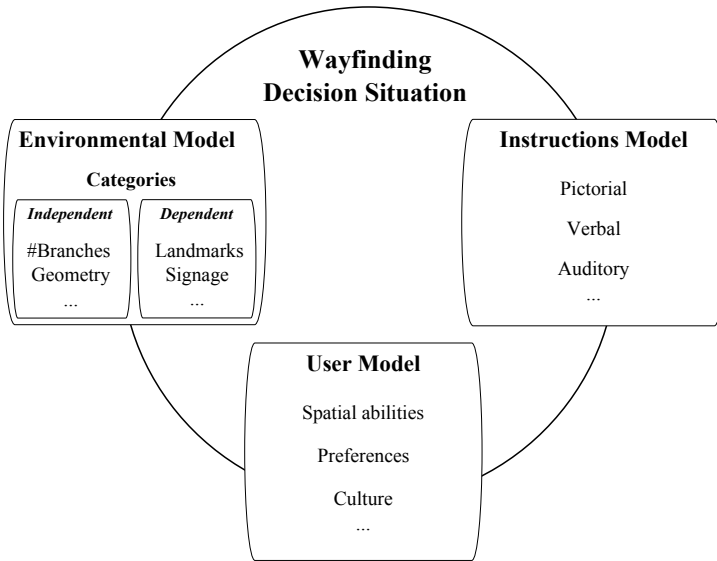 Wayfinding
Decision Situation
Environmental Model
Categories
Independent
#Branches
Geometry
...
Dependent
Landmarks
Signage
...
Instructions Model
Pictorial
Verbal
Auditory
...
User Model
Spatial abilities
Preferences
Culture
...